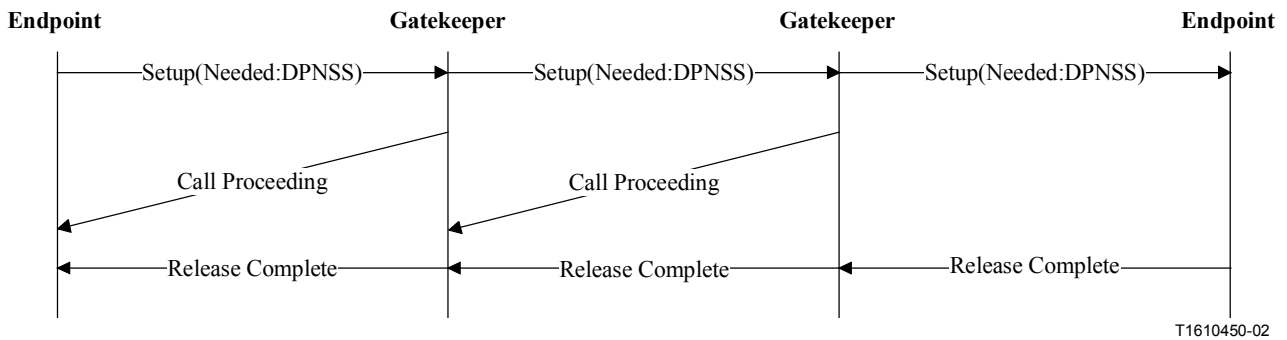 Endpoint Gatekeeper Gatekeeper Endpoint
Setup(Needed:DPNSS) Setup(Needed:DPNSS) Setup(Needed:DPNSS)
Call Proceeding Call Proceeding
Release Complete Release Complete Release Complete
T1610450-02